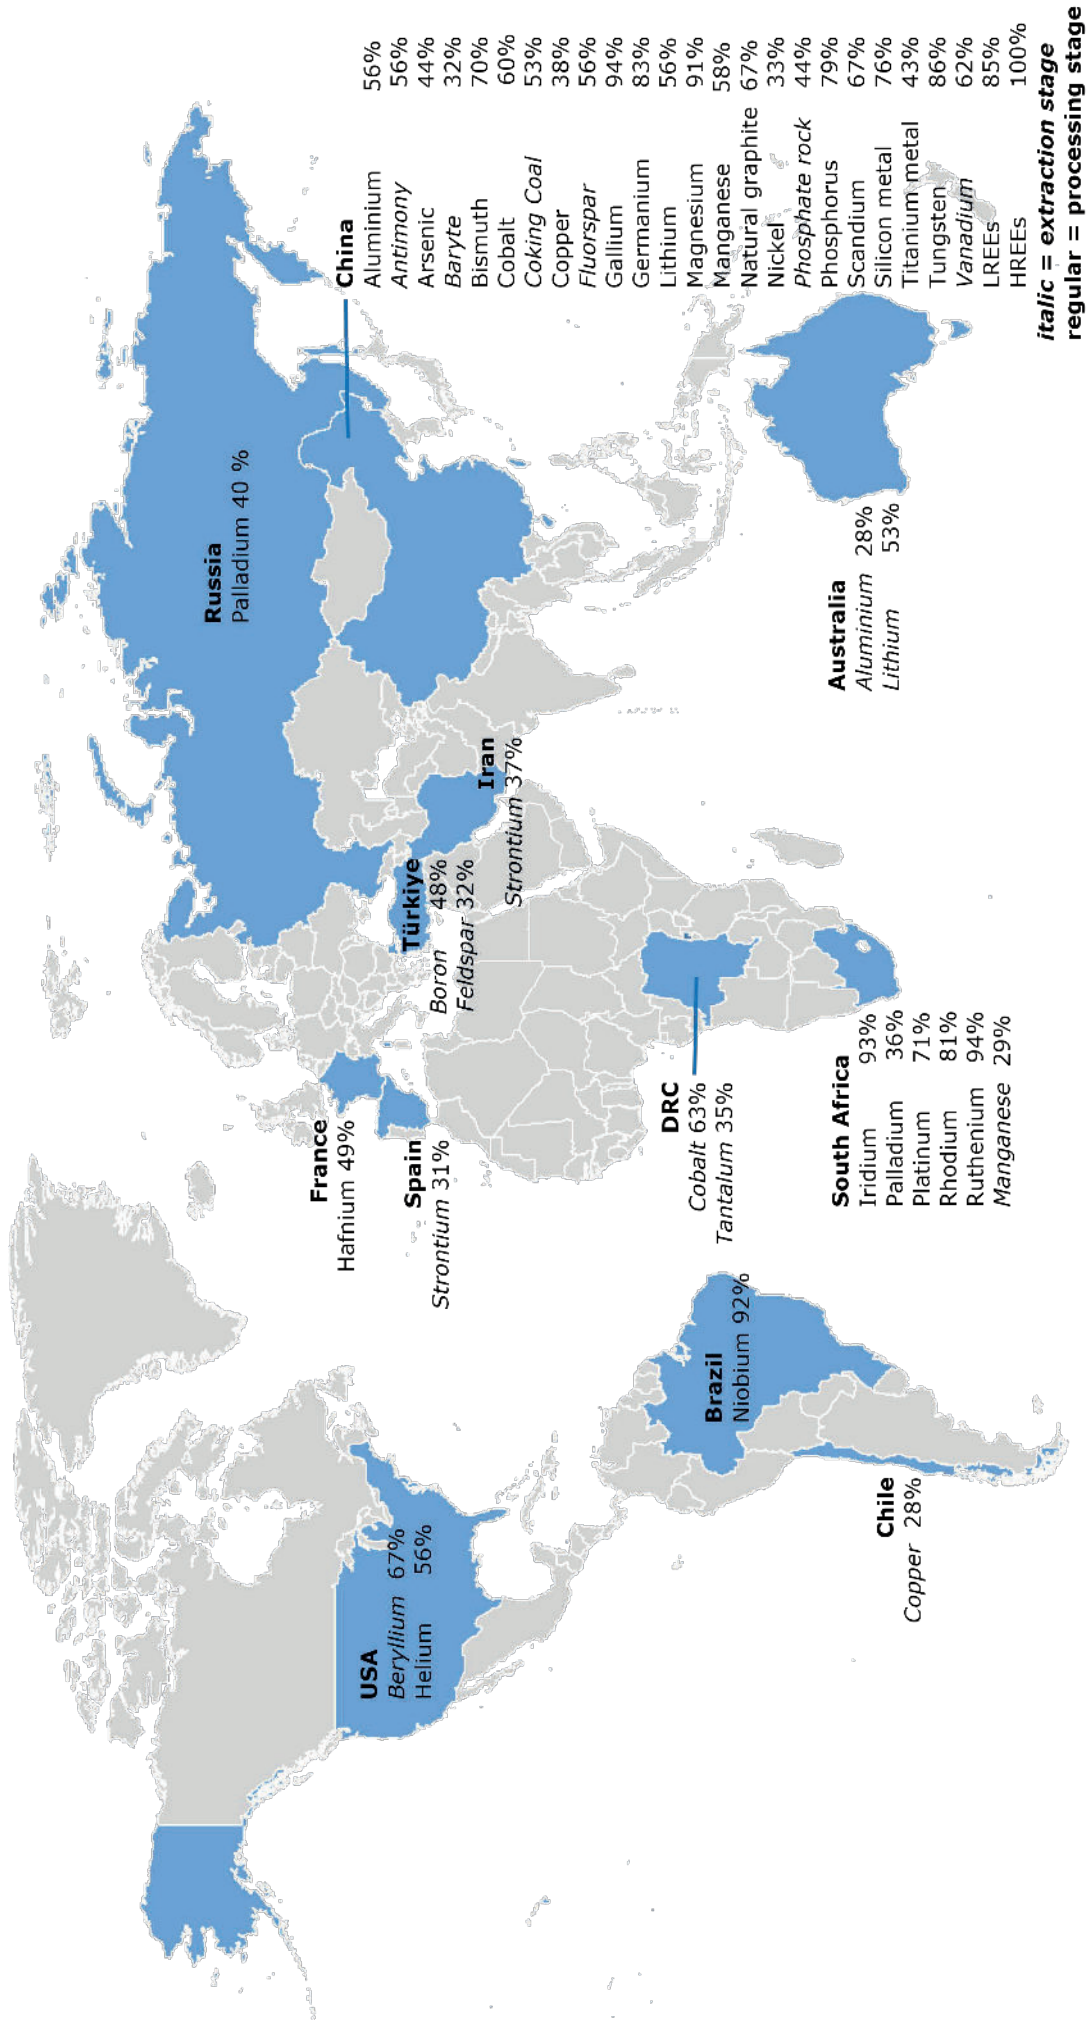 USA
Beryllium 67%
Helium 56%
Chile
Copper 28%
Brazil
Niobium 92%
France
Hafnium 49%
Spain
Strontium 31%
DRC
Cobalt 63%
Tantalum 35%
South Africa
Iridium 93%
Palladium 36%
Platinum 71%
Rhodium 81%
Ruthenium 94%
Manganese 29%
Türkiye
Boron 48%
Feldspar 32%
Iran
Strontium 37%
Russia
Palladium 40 %
Australia
Aluminium 28%
Lithium 53%
China
Aluminium 56%
Antimony 56%
Arsenic 44%
Baryte 32%
Bismuth 70%
Cobalt 60%
Coking Coal 53%
Copper 38%
Fluorspar 56%
Gallium 94%
Germanium 83%
Lithium 56%
Magnesium 91%
Manganese 58%
Natural graphite 67%
Nickel 33%
Phosphate rock 44%
Phosphorus 79%
Scandium 67%
Silicon metal 76%
Titanium metal 43%
Tungsten 86%
Vanadium 62%
LREEs 85%
HREEs 100%
italic = extraction stage
regular = processing stage